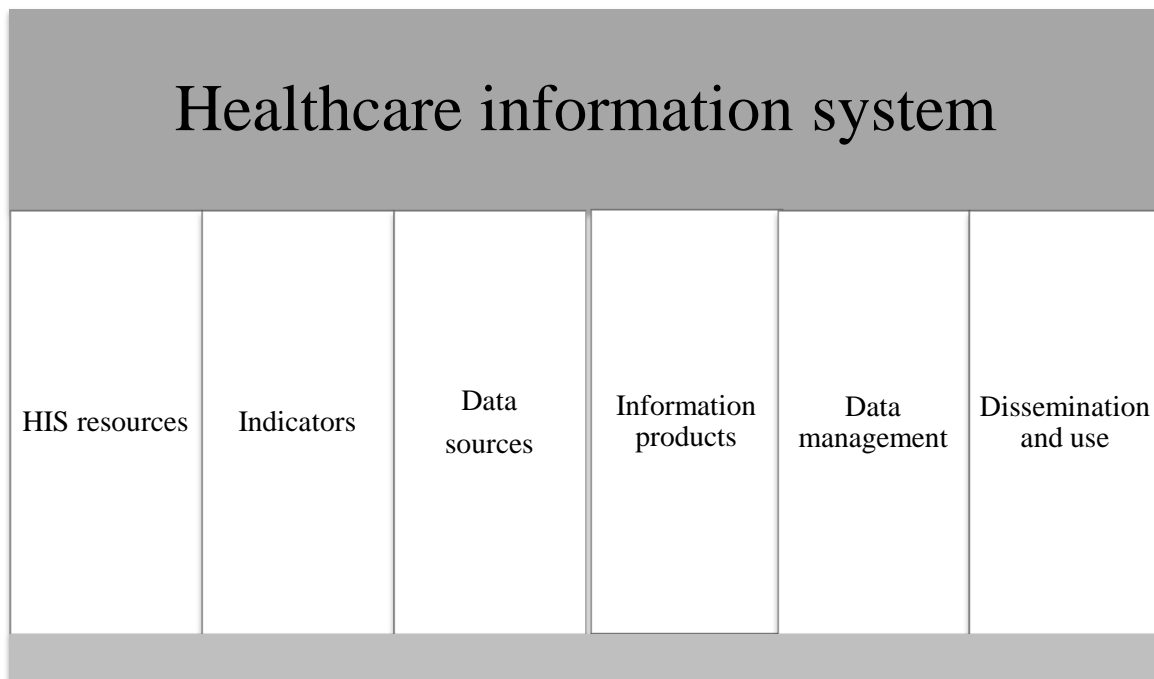 Healthcare information system
HIS resources
Indicators
Data
sources
Information
products
Data
management
Dissemination
and use